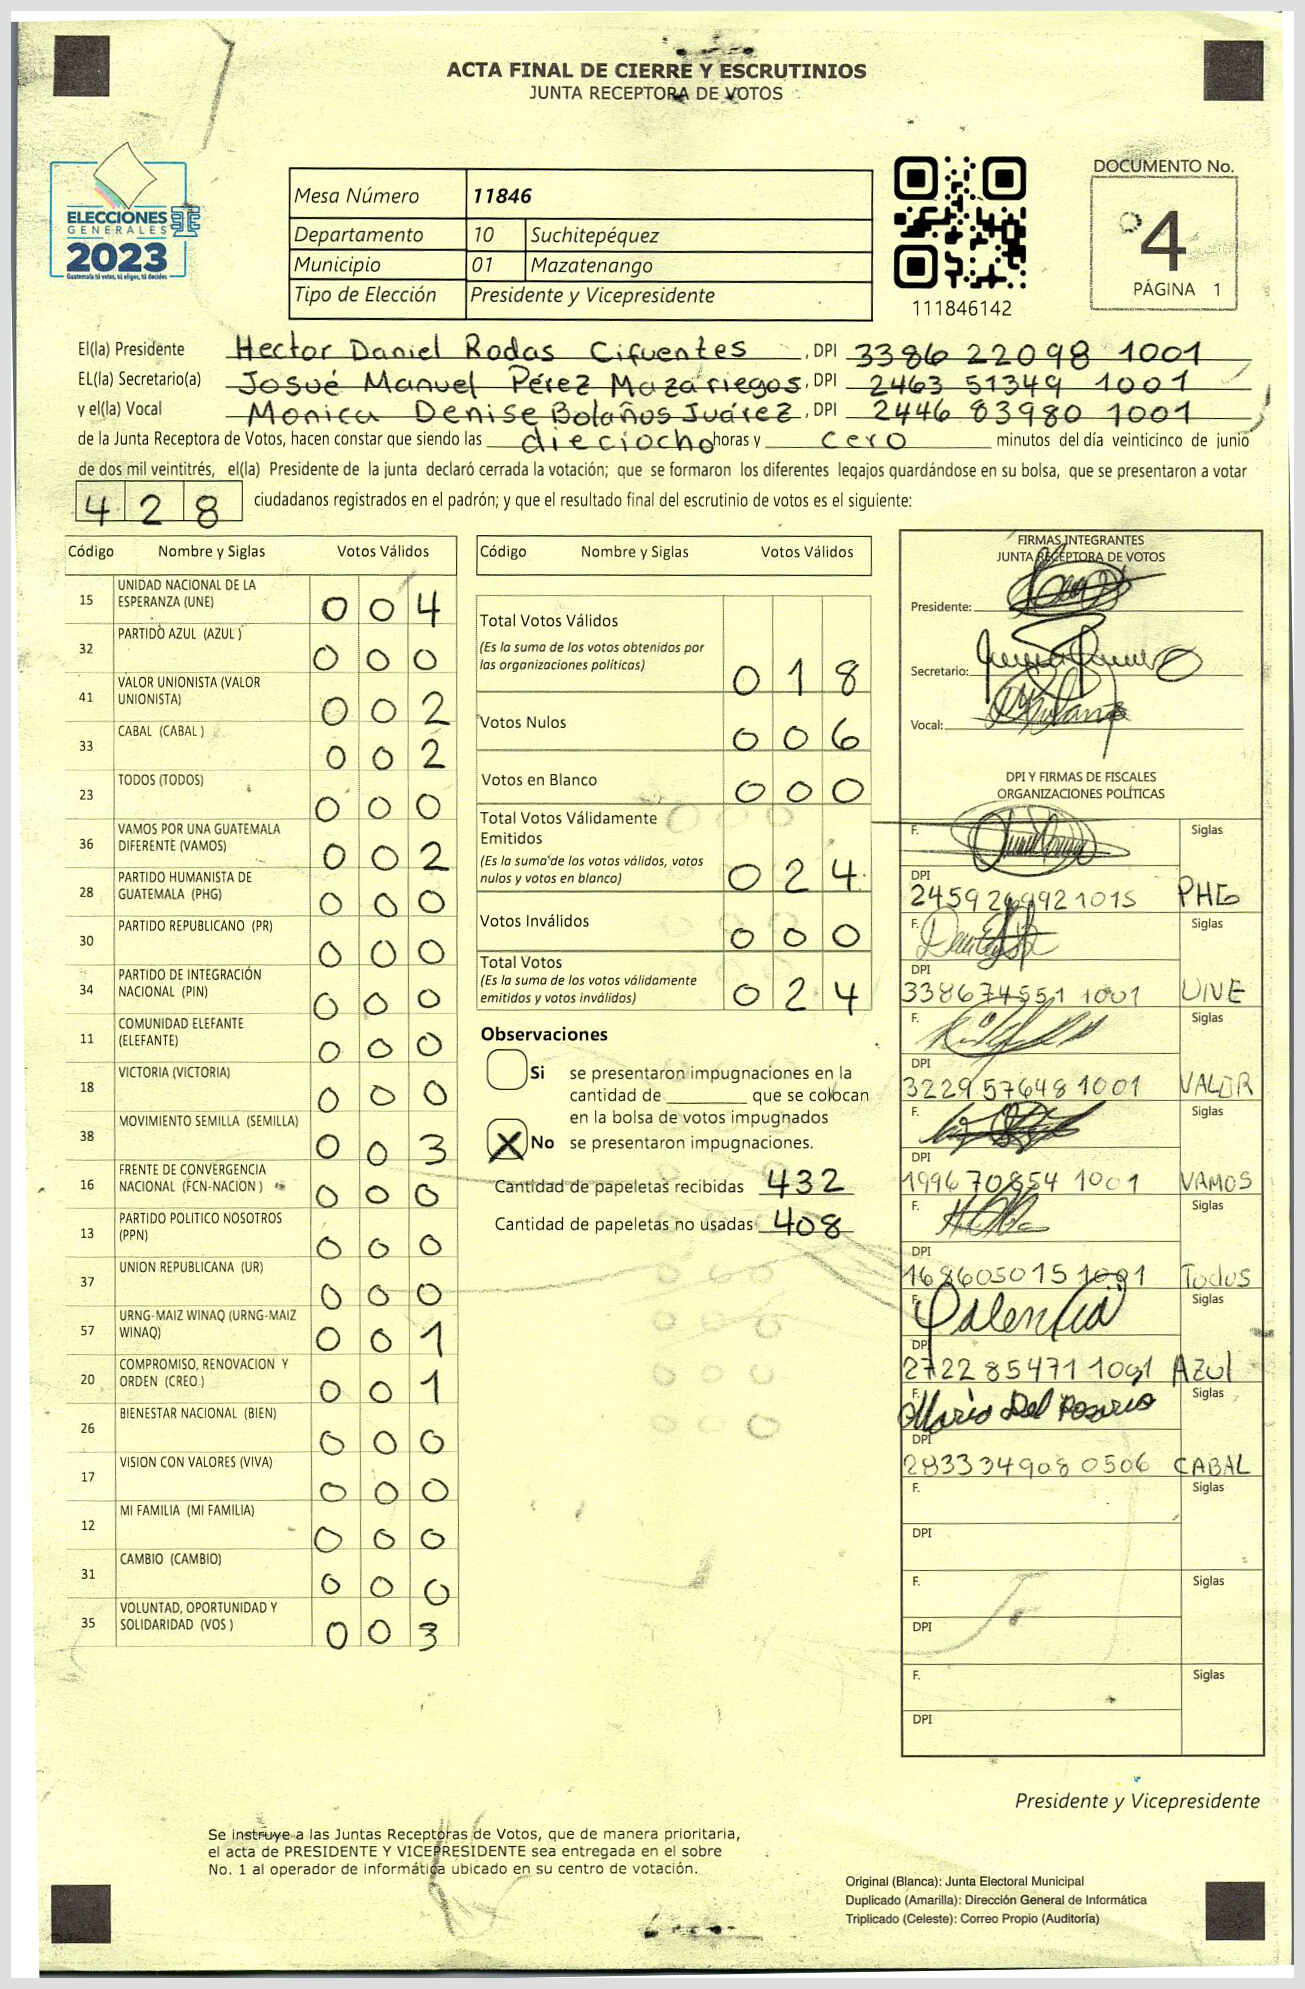 ACTA FINAL DE CIERRE Y ESCRUTINIOS
JUNTA RECEPTORA DE VOTOS
ELECCIONES
GENERALES
2023
Guatemala tú votas, tú eliges, tú decides
Mesa Número 11846
Departamento 10 Suchitepéquez
Municipio 01 Mazatenango
Tipo de Elección Presidente y Vicepresidente
111846142
DOCUMENTO No.
4
PÁGINA 1
El(la) Presidente Hector Daniel Rodas Cifuentes, DPI 3386 22098 1001
EL(la) Secretario(a) Josué Manuel Pérez Mazariegos, DPI 2463 51349 1001
y el(la) Vocal Monica Denise Bolaños Juárez, DPI 2446 83980 1001
de la Junta Receptora de Votos, hacen constar que siendo las dieciocho horas y cero minutos del día veinticinco de junio
de dos mil veintitrés, el(la) Presidente de la junta declaró cerrada la votación; que se formaron los diferentes legajos guardándose en su bolsa, que se presentaron a votar
428 ciudadanos registrados en el padrón; y que el resultado final del escrutinio de votos es el siguiente:
Código Nombre y Siglas Votos Válidos
15 UNIDAD NACIONAL DE LA ESPERANZA (UNE) 0 0 4
32 PARTIDO AZUL (AZUL ) 0 0 0
41 VALOR UNIONISTA (VALOR UNIONISTA) 0 0 2
33 CABAL (CABAL ) 0 0 2
23 TODOS (TODOS) 0 0 0
36 VAMOS POR UNA GUATEMALA DIFERENTE (VAMOS) 0 0 2
28 PARTIDO HUMANISTA DE GUATEMALA (PHG) 0 0 0
30 PARTIDO REPUBLICANO (PR) 0 0 0
34 PARTIDO DE INTEGRACIÓN NACIONAL (PIN) 0 0 0
11 COMUNIDAD ELEFANTE (ELEFANTE) 0 0 0
18 VICTORIA (VICTORIA) 0 0 0
38 MOVIMIENTO SEMILLA (SEMILLA) 0 0 3
16 FRENTE DE CONVERGENCIA NACIONAL (FCN-NACION ) 0 0 0
13 PARTIDO POLITICO NOSOTROS (PPN) 0 0 0
37 UNION REPUBLICANA (UR) 0 0 0
57 URNG-MAIZ WINAQ (URNG-MAIZ WINAQ) 0 0 1
20 COMPROMISO, RENOVACION Y ORDEN (CREO ) 0 0 1
26 BIENESTAR NACIONAL (BIEN) 0 0 0
17 VISION CON VALORES (VIVA) 0 0 0
12 MI FAMILIA (MI FAMILIA) 0 0 0
31 CAMBIO (CAMBIO) 0 0 0
35 VOLUNTAD, OPORTUNIDAD Y SOLIDARIDAD (VOS ) 0 0 3
Código Nombre y Siglas Votos Válidos
Total Votos Válidos
(Es la suma de los votos obtenidos por
las organizaciones políticas) 0 1 8
Votos Nulos 0 0 6
Votos en Blanco 0 0 0
Total Votos Válidamente
Emitidos
(Es la suma de los votos válidos, votos
nulos y votos en blanco) 0 2 4
Votos Inválidos 0 0 0
Total Votos
(Es la suma de los votos válidamente
emitidos y votos inválidos) 0 2 4
Observaciones
Si se presentaron impugnaciones en la
cantidad de ________ que se colocan
en la bolsa de votos impugnados
X No se presentaron impugnaciones.
Cantidad de papeletas recibidas 432
Cantidad de papeletas no usadas 408
FIRMAS INTEGRANTES
JUNTA RECEPTORA DE VOTOS
Presidente:
Secretario:
Vocal:
DPI Y FIRMAS DE FISCALES
ORGANIZACIONES POLÍTICAS
F. Siglas
DPI
PHG
F. Siglas
DPI
338674551 1001 UNE
F. Siglas
DPI
3229 57648 1001 VALOR
F. Siglas
DPI
1996 70854 1001 VAMOS
F. Siglas
DPI
168605015 1001 Todos
F. Palencia Siglas
DPI
2722 85471 1001 AZUl
F. Mario Del Rosario Siglas
DPI
283334908 0506 CABAL
F. Siglas
DPI
F. Siglas
DPI
F. Siglas
DPI
Presidente y Vicepresidente
Se instruye a las Juntas Receptoras de Votos, que de manera prioritaria,
el acta de PRESIDENTE Y VICEPRESIDENTE sea entregada en el sobre
No. 1 al operador de informática ubicado en su centro de votación.
Original (Blanca): Junta Electoral Municipal
Duplicado (Amarilla): Dirección General de Informática
Triplicado (Celeste): Correo Propio (Auditoría)